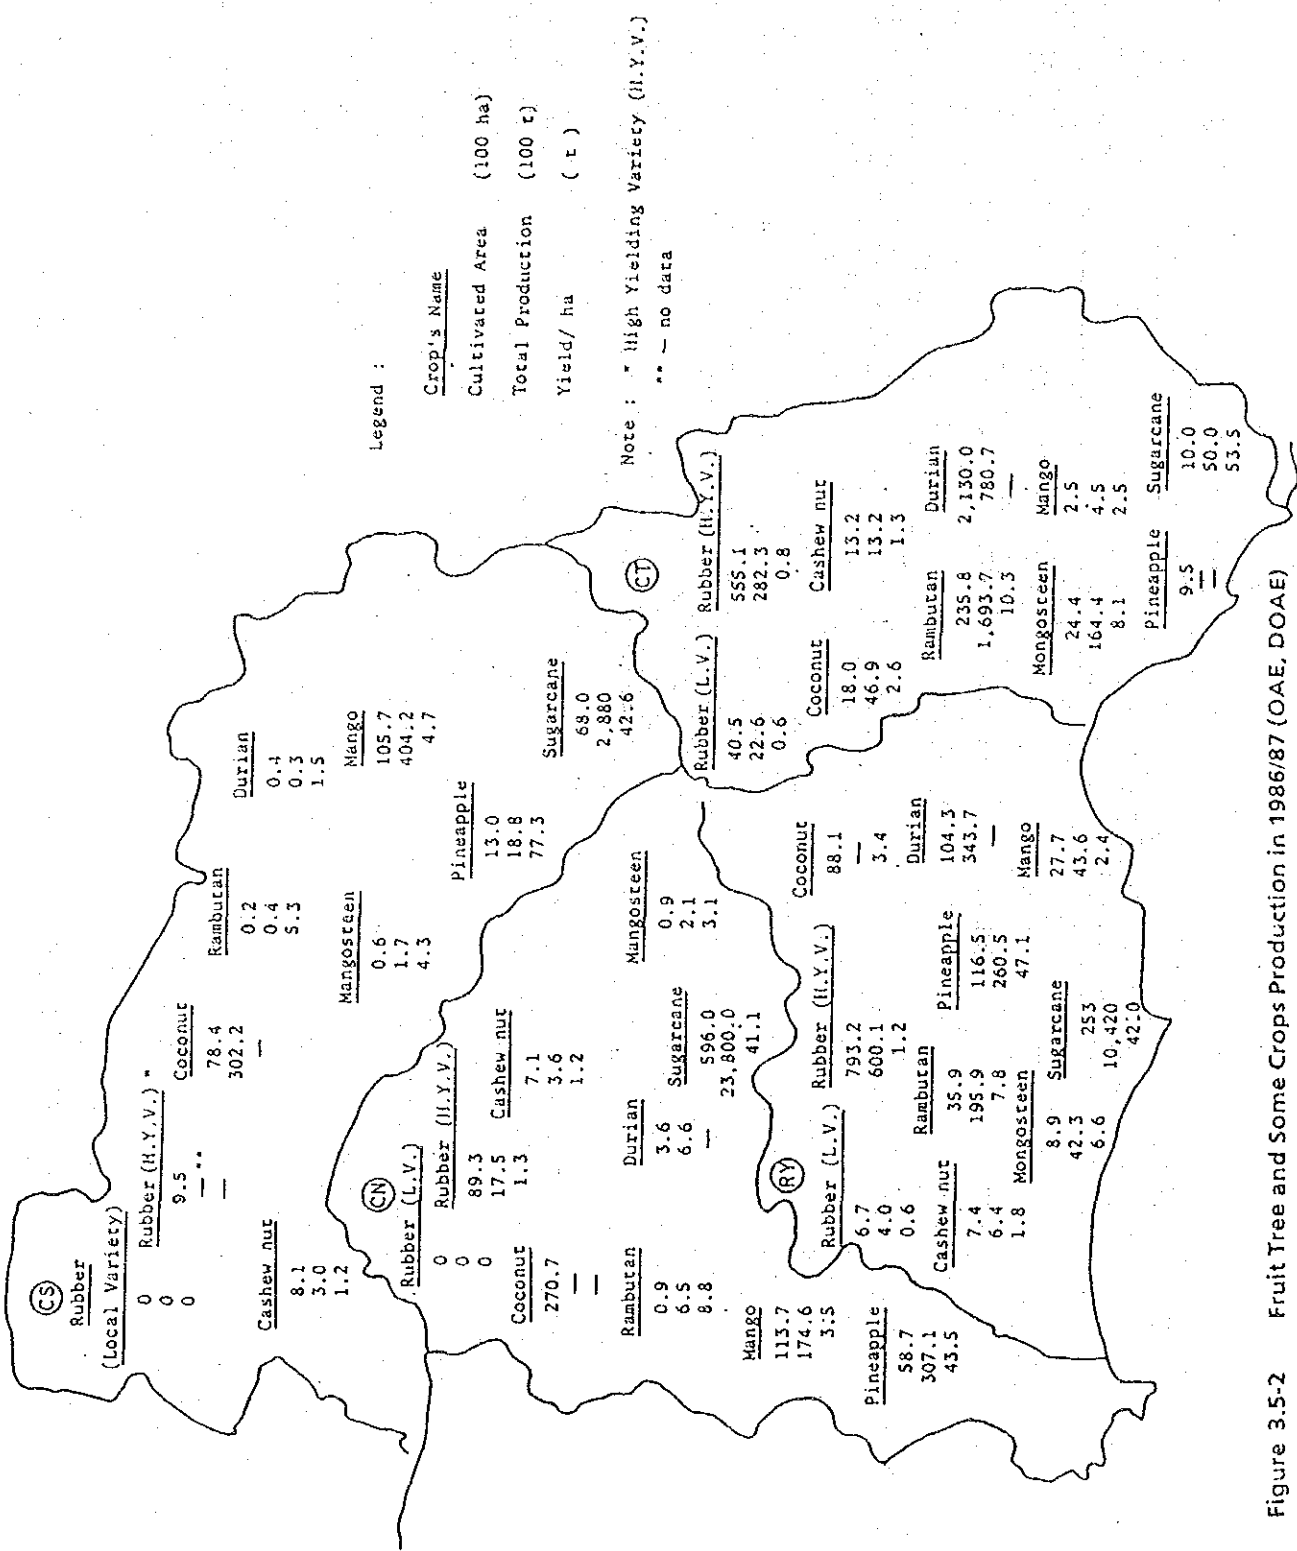 CS
Rubber
(Local Variety)
0
0
0
Rubber (H.Y.V.) *
9.5
— **
—
Cashew nut
8.1
3.0
1.2
Coconut
78.4
302.2
—
Rambutan
0.2
0.4
5.3
Durian
0.4
0.3
1.5
Mangosteen
0.6
1.7
4.3
Mango
105.7
404.2
4.7
Pineapple
13.0
18.8
77.3
Sugarcane
68.0
2,880
42.6
CN
Rubber (L.V.)
0
0
0
Rubber (H.Y.V.)
89.3
17.5
1.3
Cashew nut
7.1
3.6
1.2
Coconut
270.7
—
—
Rambutan
0.9
6.5
8.8
Durian
3.6
6.6
—
Mangosteen
0.9
2.1
3.1
Sugarcane
596.0
23,800.0
41.1
Mango
113.7
174.6
3.5
Pineapple
58.7
307.1
43.5
RY
Rubber (L.V.)
6.7
4.0
0.6
Rubber (H.Y.V.)
793.2
600.1
1.2
Coconut
88.1
—
3.4
Cashew nut
7.4
6.4
1.8
Rambutan
35.9
195.9
7.8
Pineapple
116.5
260.5
47.1
Durian
104.3
343.7
—
Mongosteen
8.9
42.3
6.6
Sugarcane
253
10,420
42.0
Mango
27.7
43.6
2.4
CT
Rubber (L.V.)
40.5
22.6
0.6
Rubber (H.Y.V.)
555.1
282.3
0.8
Coconut
18.0
46.9
2.6
Cashew nut
13.2
13.2
1.3
Rambutan
235.8
1,693.7
10.3
Durian
2,130.0
780.7
—
Mongosteen
24.4
164.4
8.1
Mango
2.5
4.5
2.5
Pineapple
9.5
—
—
Sugarcane
10.0
50.0
53.5
Legend :
Crop's Name
Cultivated Area (100 ha)
Total Production (100 t)
Yield/ ha ( t )
Note : * High Yielding Variety (H.Y.V.)
** — no data
Figure 3.5-2 Fruit Tree and Some Crops Production in 1986/87 (OAE, DOAE)